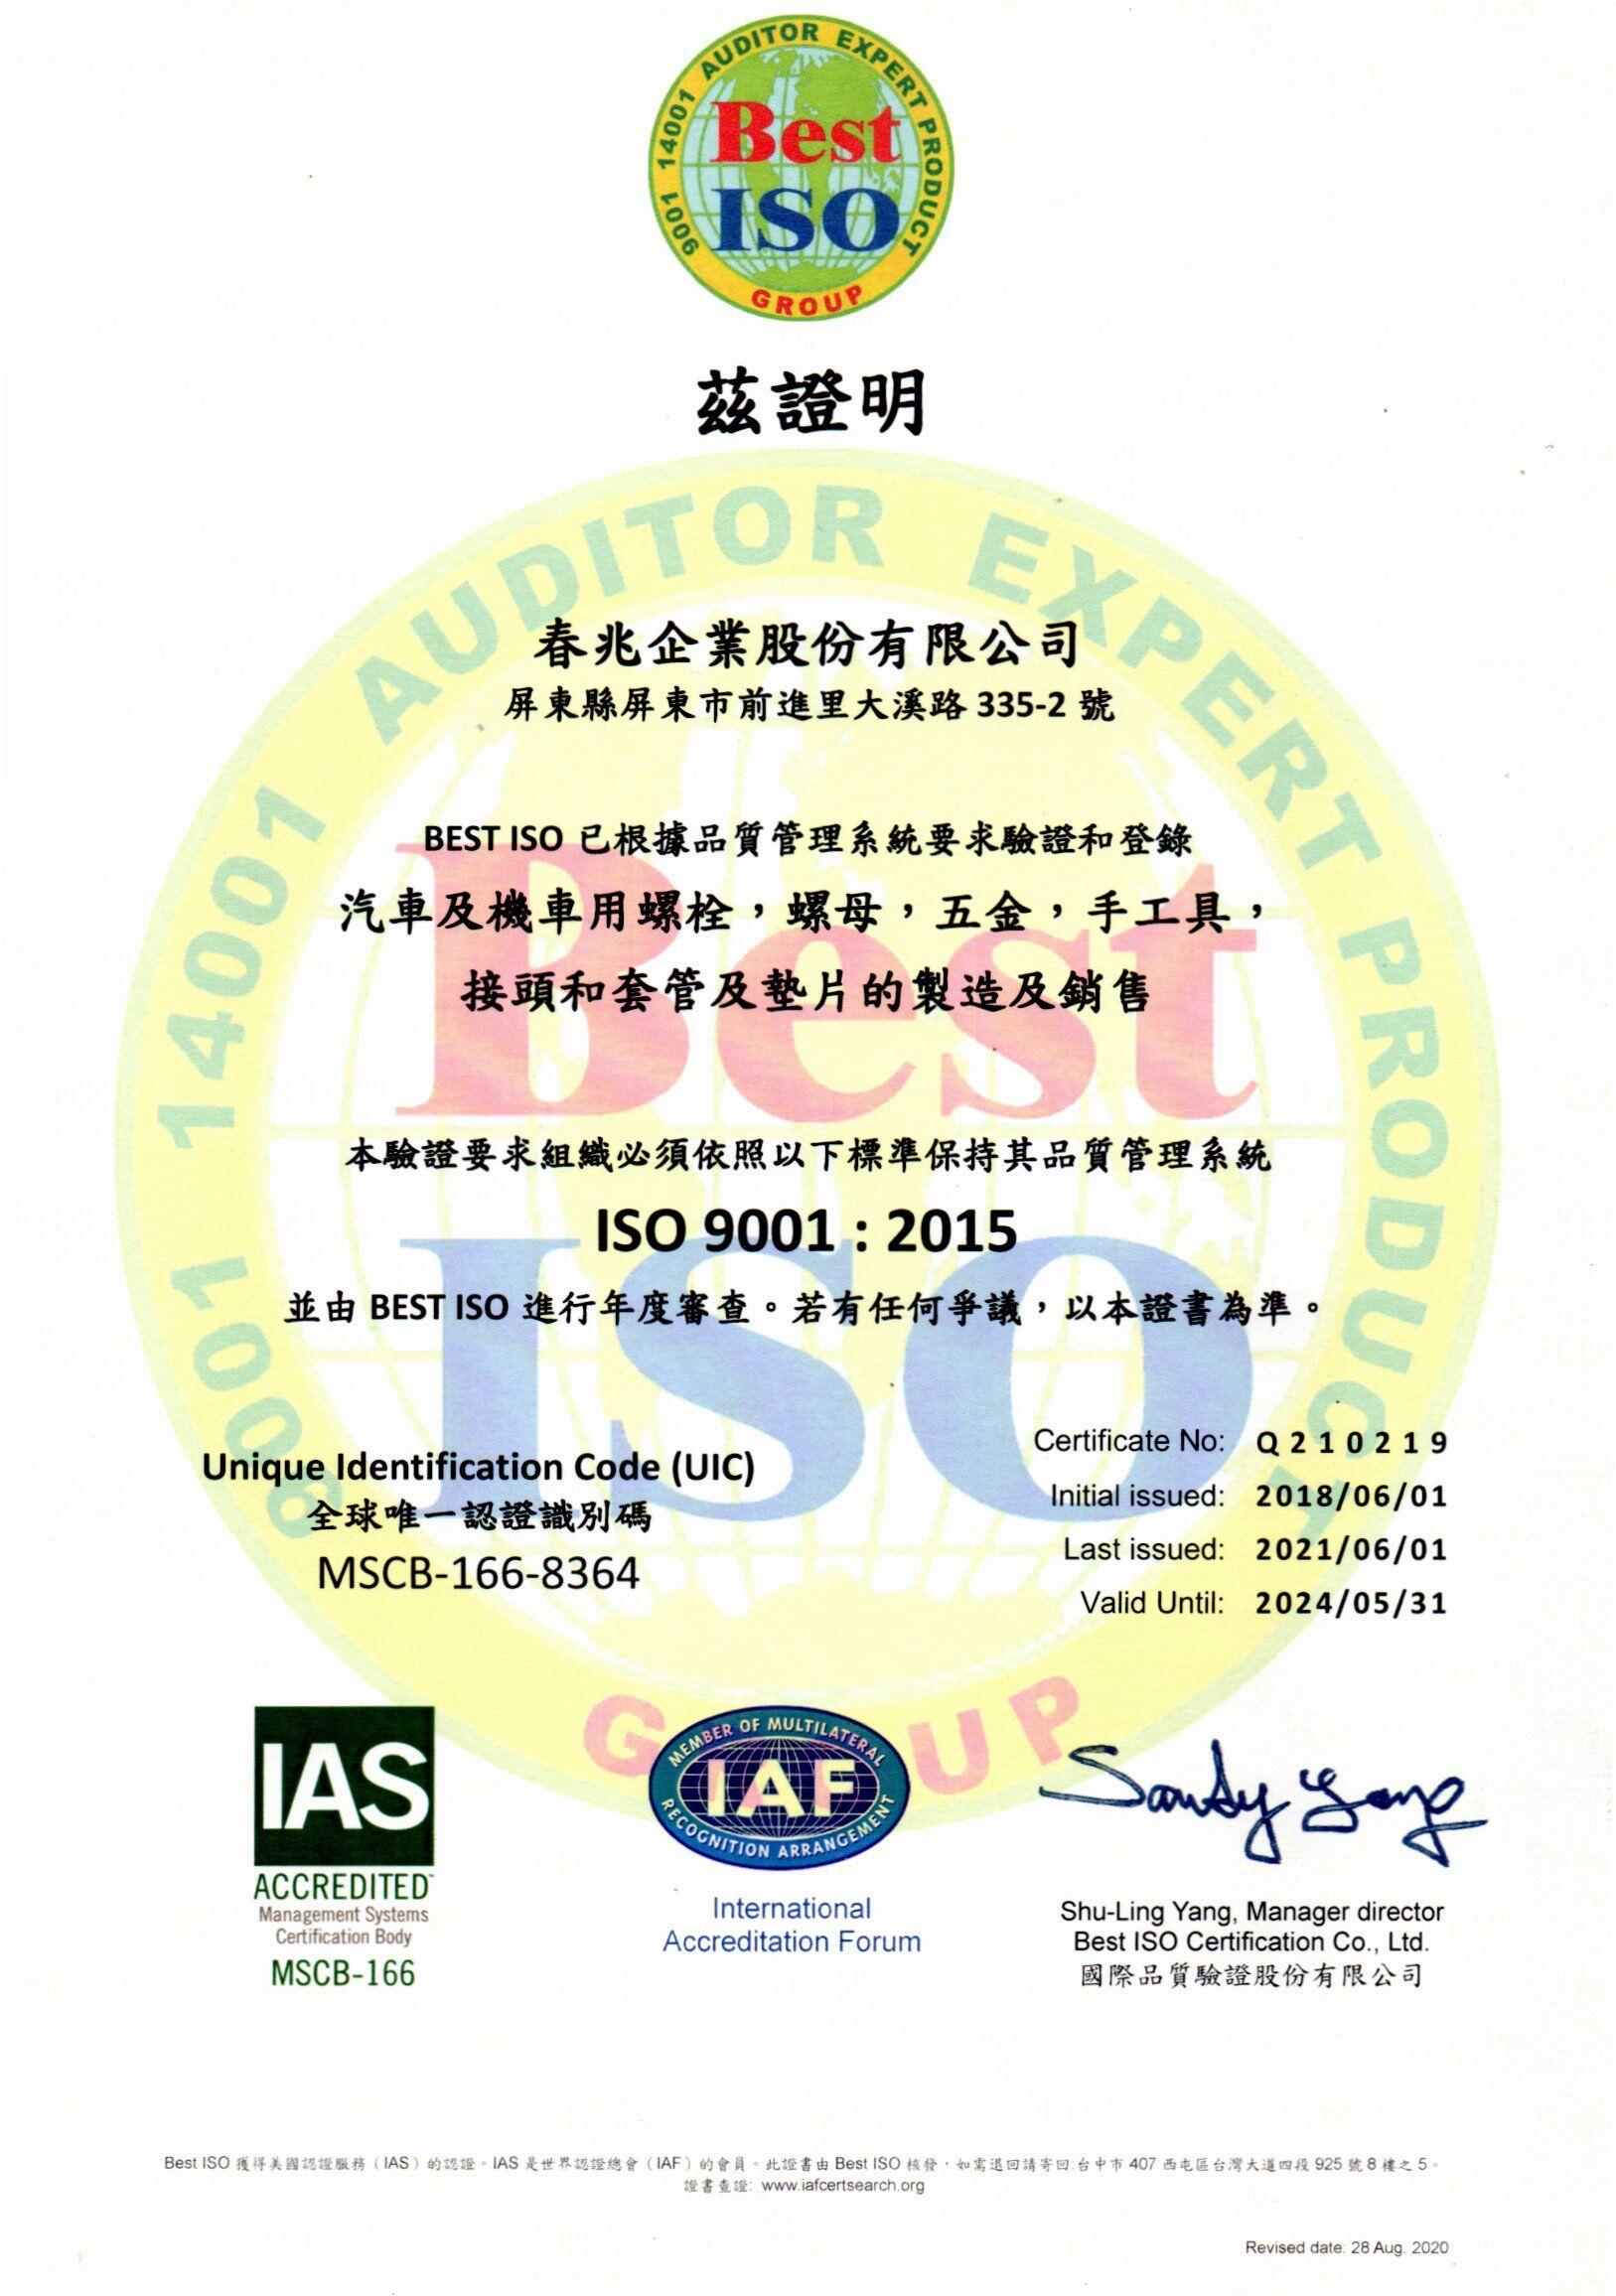 9001 14001 AUDITOR EXPERT PRODUCT
Best
ISO
GROUP
茲證明
春兆企業股份有限公司
屏東縣屏東市前進里大溪路 335-2 號
BEST ISO 已根據品質管理系統要求驗證和登錄
汽車及機車用螺栓，螺母，五金，手工具，
接頭和套管及墊片的製造及銷售
本驗證要求組織必須依照以下標準保持其品質管理系統
ISO 9001 : 2015
並由 BEST ISO 進行年度審查。若有任何爭議，以本證書為準。
Unique Identification Code (UIC)
全球唯一認證識別碼
MSCB-166-8364
Certificate No: Q210219
Initial issued: 2018/06/01
Last issued: 2021/06/01
Valid Until: 2024/05/31
9001 14001 AUDITOR EXPERT PRODUCT
Best
ISO
GROUP
IAS
ACCREDITED
Management Systems
Certification Body
MSCB-166
MEMBER OF MULTILATERAL
IAF
RECOGNITION ARRANGEMENT
International
Accreditation Forum
Sandy Yang
Shu-Ling Yang, Manager director
Best ISO Certification Co., Ltd.
國際品質驗證股份有限公司
Best ISO 獲得美國認證服務（IAS）的認證。IAS 是世界認證總會（IAF）的會員。此證書由 Best ISO 核發，如需退回請寄回:台中市 407 西屯區台灣大道四段 925 號 8 樓之 5。
證書查證: www.iafcertsearch.org
Revised date: 28 Aug. 2020